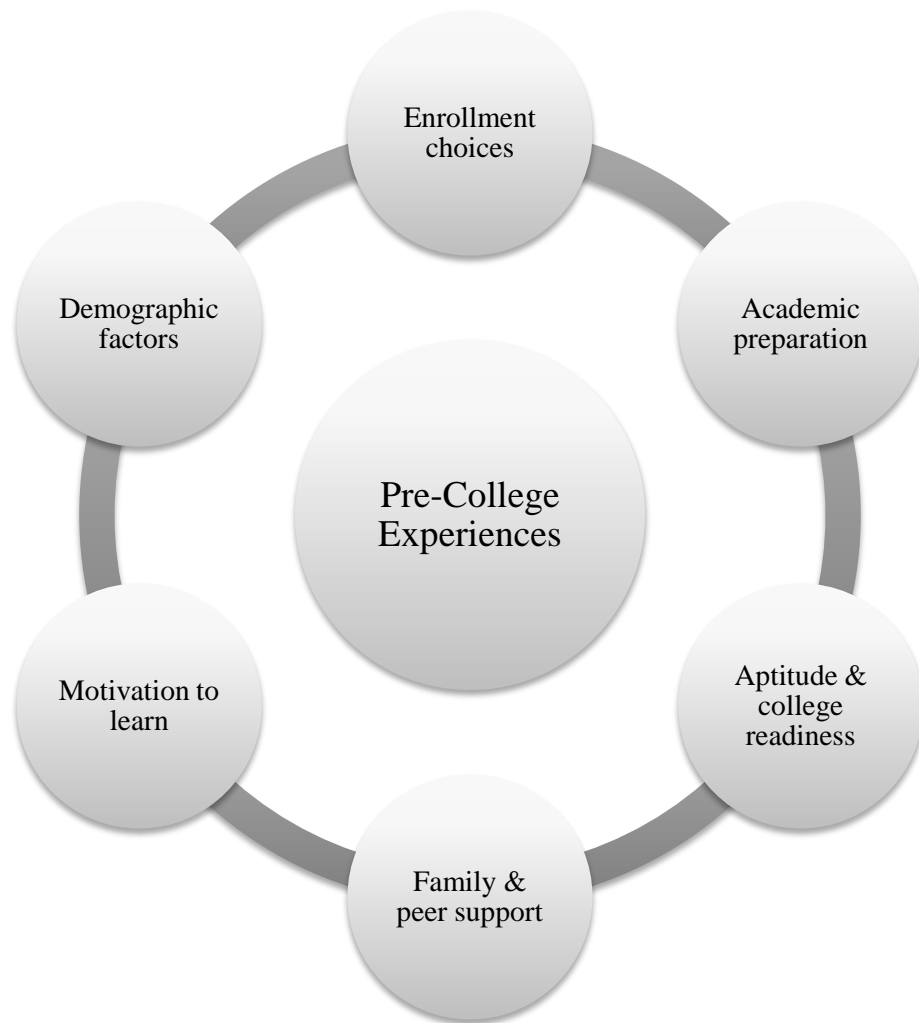 Enrollment
choices
Academic
preparation
Aptitude &
college
readiness
Family &
peer support
Motivation to
learn
Demographic
factors
Pre-College
Experiences